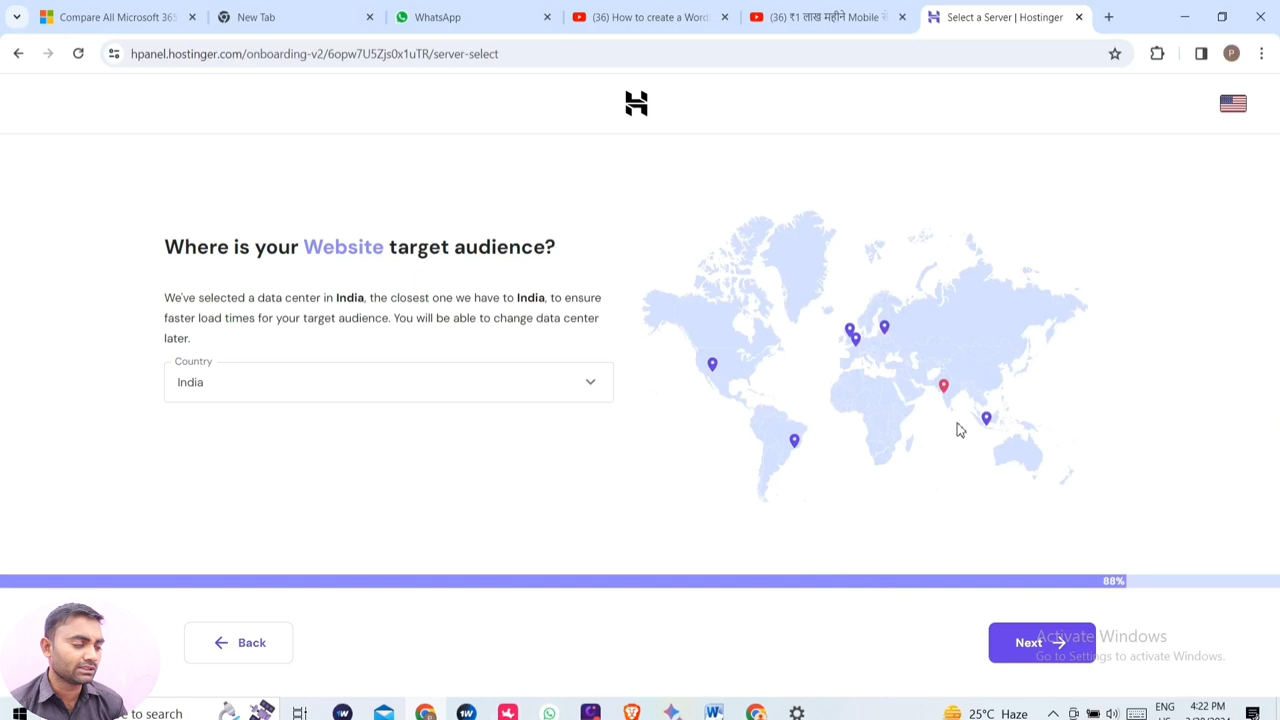 Compare All Microsoft 365
New Tab
WhatsApp
(36) How to create a Word
(36) ₹1 लाख महीने Mobile से
Select a Server | Hostinger
hpanel.hostinger.com/onboarding-v2/6opw7U5Zjs0x1uTR/server-select
P
Where is your Website target audience?
We've selected a data center in India, the closest one we have to India, to ensure
faster load times for your target audience. You will be able to change data center
later.
Country
India
88%
Back
Next
Activate Windows
Go to Settings to activate Windows.
e to search
25°C Haze
ENG
4:22 PM